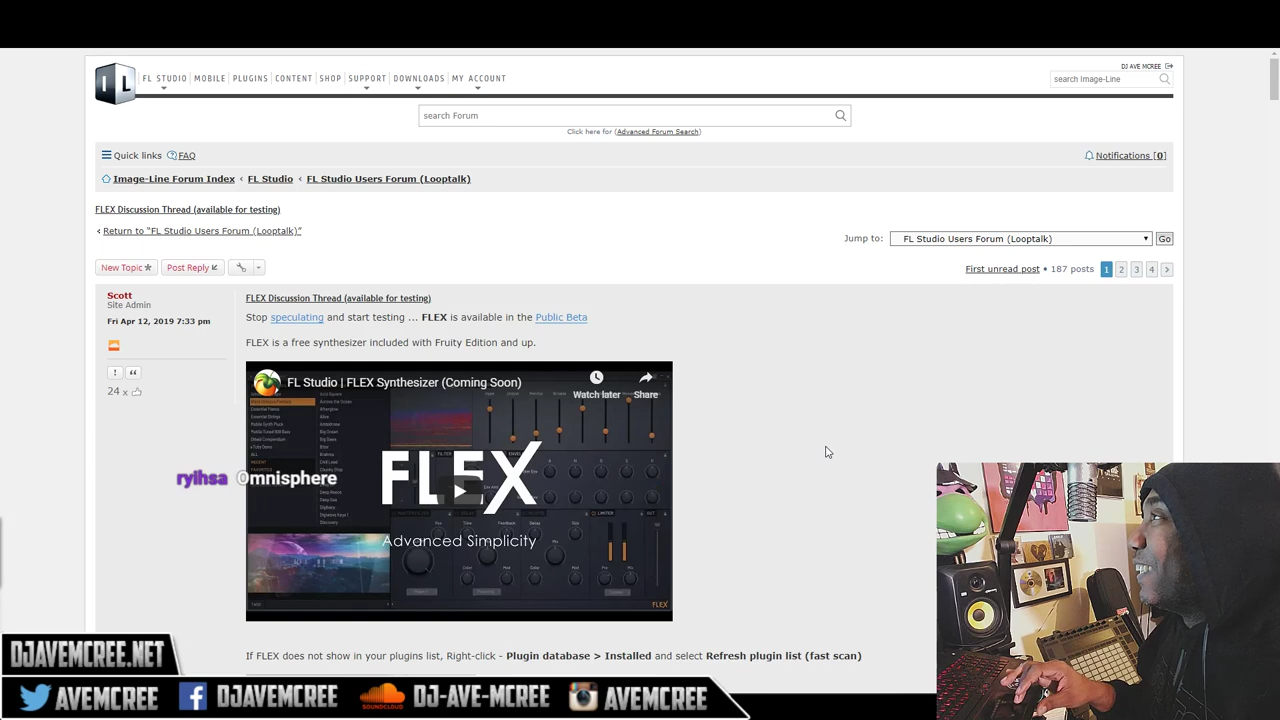 DJ AVE MCREE
IL
FL STUDIO MOBILE PLUGINS CONTENT SHOP SUPPORT DOWNLOADS MY ACCOUNT
search Image-Line
search Forum
Click here for (Advanced Forum Search)
Quick links FAQ
Notifications [0]
Image-Line Forum Index ‹ FL Studio ‹ FL Studio Users Forum (Looptalk)
FLEX Discussion Thread (available for testing)
‹ Return to "FL Studio Users Forum (Looptalk)"
Jump to: FL Studio Users Forum (Looptalk) Go
New Topic Post Reply
First unread post • 187 posts 1 2 3 4
Scott
Site Admin
Fri Apr 12, 2019 7:33 pm
24 x
FLEX Discussion Thread (available for testing)
Stop speculating and start testing ... FLEX is available in the Public Beta
FLEX is a free synthesizer included with Fruity Edition and up.
FL Studio | FLEX Synthesizer (Coming Soon)
Watch later Share
FLEX
Advanced Simplicity
FLEX
rylhsa Omnisphere
If FLEX does not show in your plugins list, Right-click - Plugin database > Installed and select Refresh plugin list (fast scan)
DJAVEMCREE.NET
AVEMCREE DJAVEMCREE SOUNDCLOUD DJ-AVE-MCREE AVEMCREE